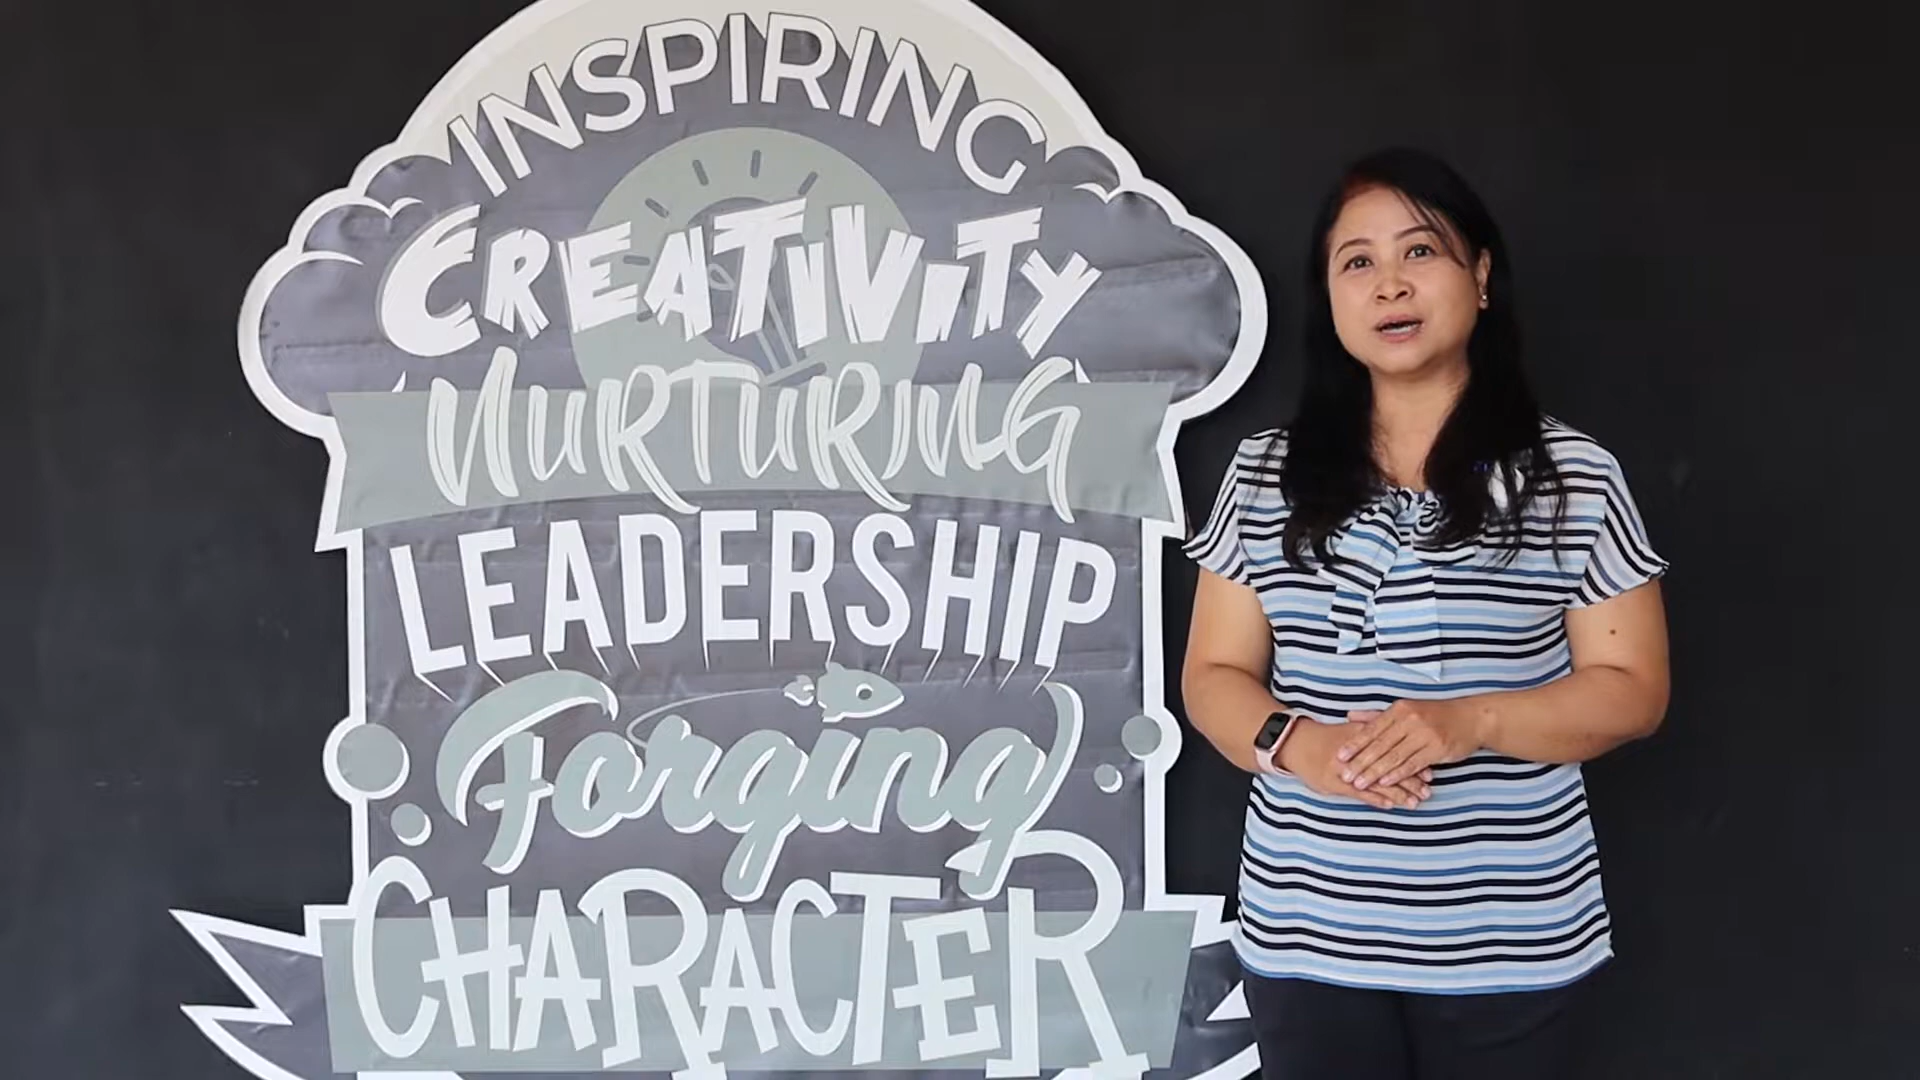 INSPIRING
CREATIVITY
NURTURING
LEADERSHIP
Forging
CHARACTER